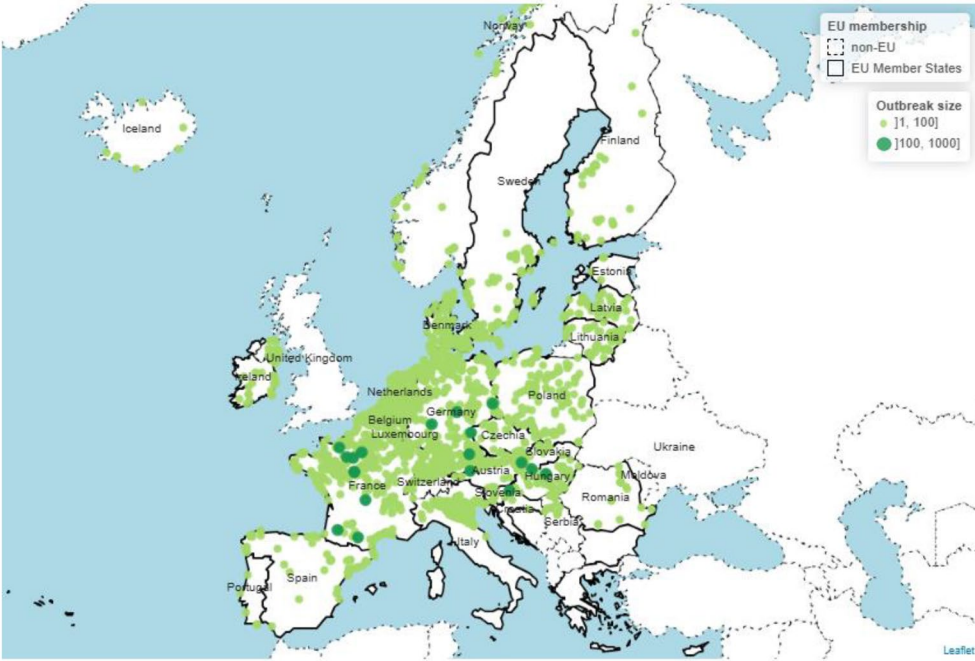 EU membership
non-EU
EU Member States
Outbreak size
]1, 100]
]100, 1000]
Norway
Iceland
Finland
Sweden
Estonia
Latvia
Denmark
Lithuania
United Kingdom
Ireland
Netherlands
Poland
Germany
Belgium
Luxembourg
Czechia
Slovakia
Ukraine
Austria
Hungary
Moldova
France
Switzerland
Slovenia
Romania
Croatia
Serbia
Italy
Spain
Portugal
Leaflet